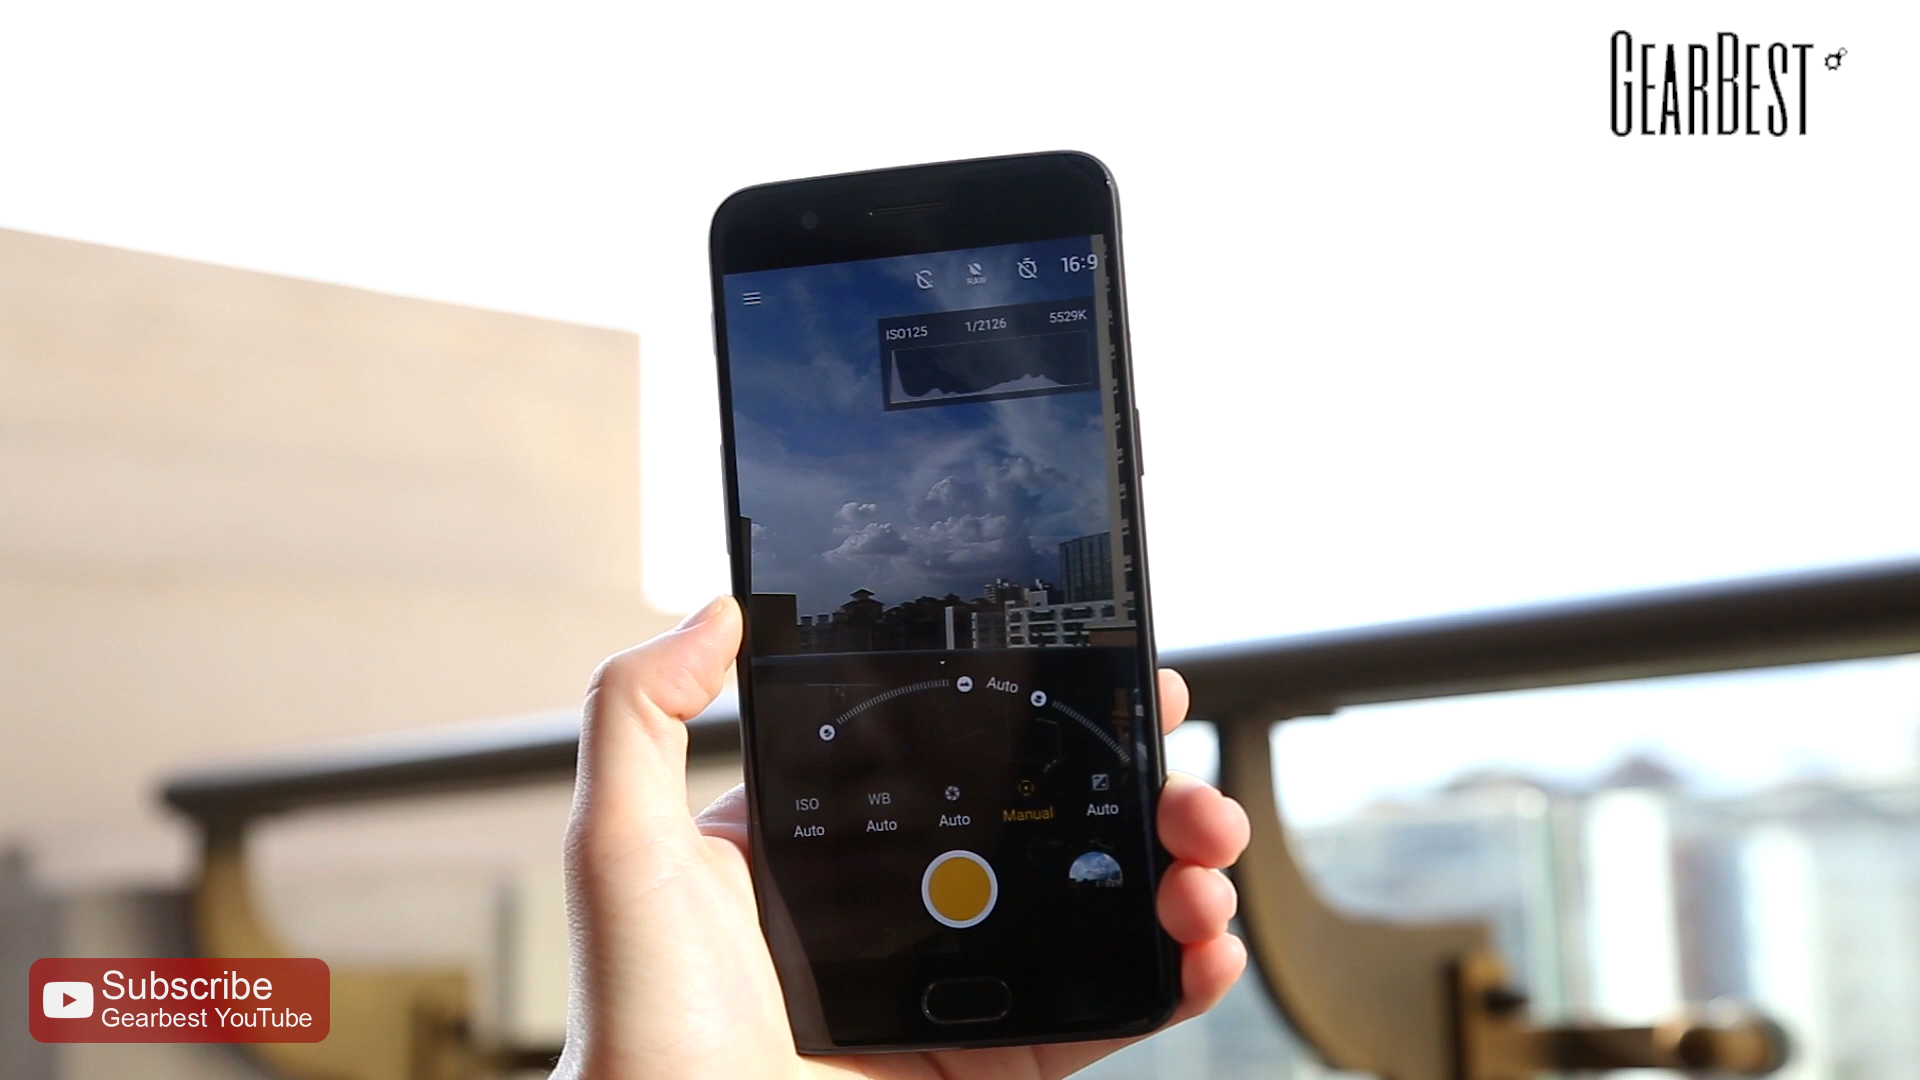 GEARBEST
RAW
16:9
ISO125 1/2126 5529K
Auto
ISO WB
Auto Auto Auto Manual Auto
Subscribe
Gearbest YouTube